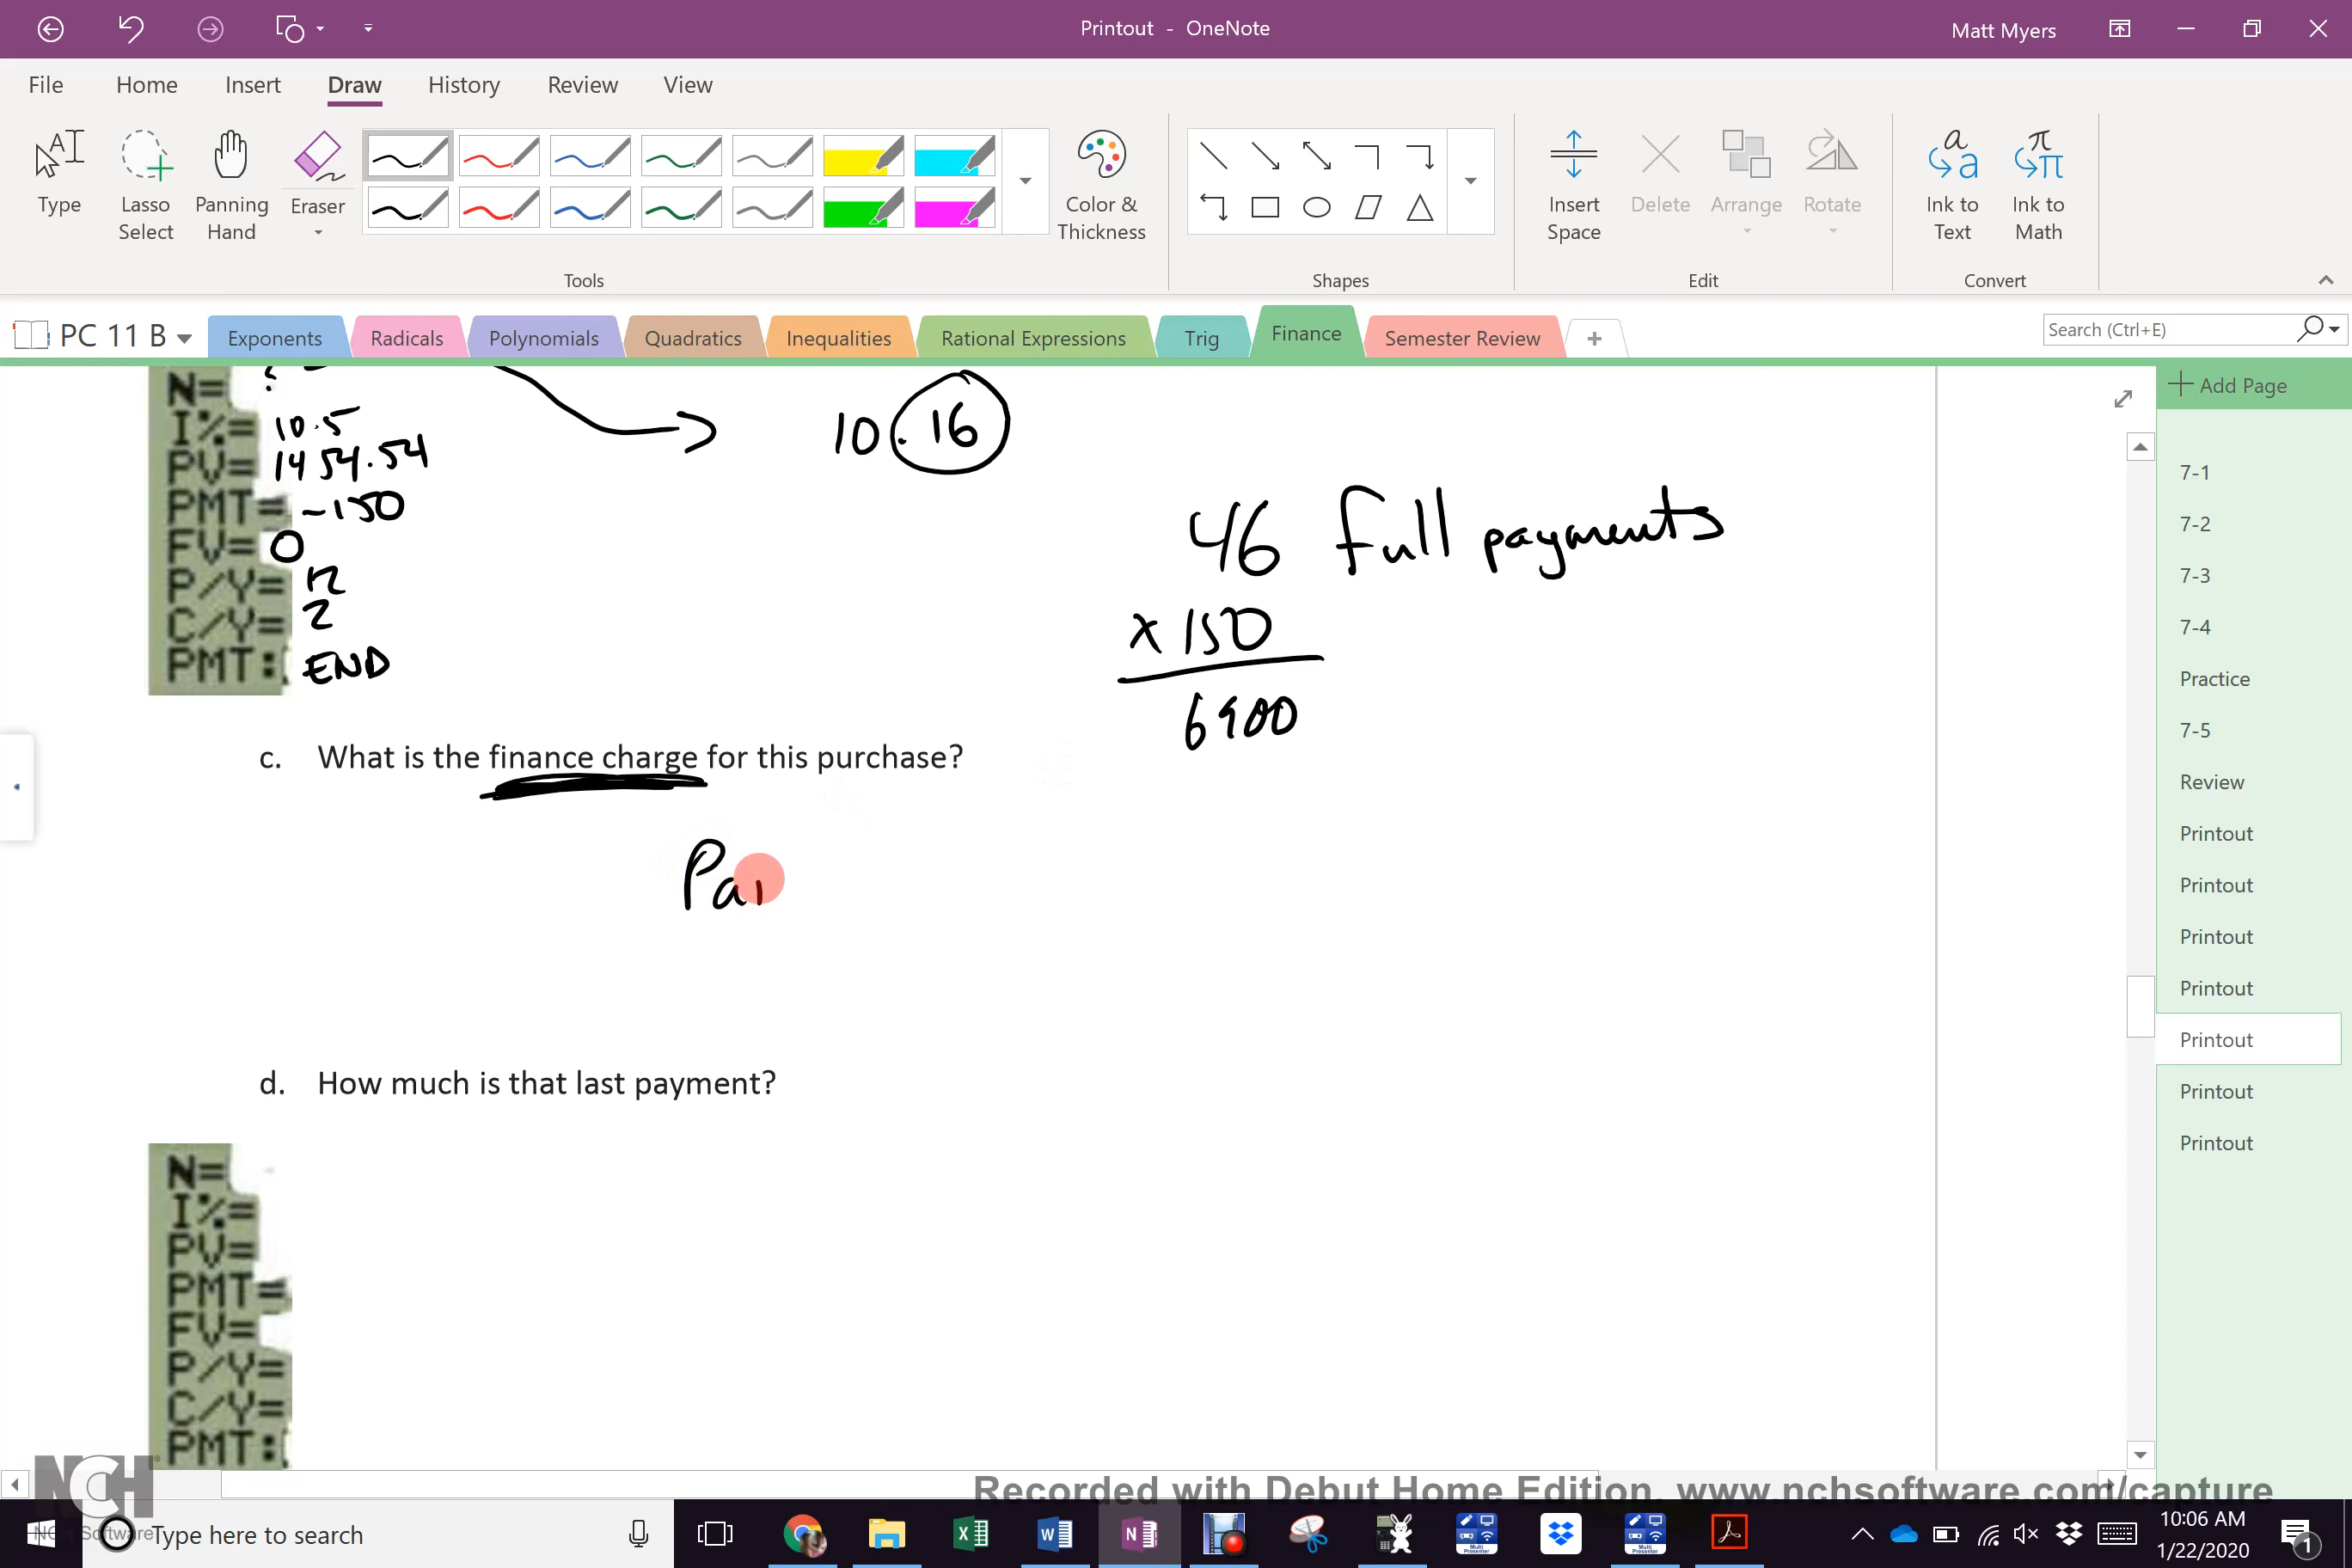 Printout - OneNote
Matt Myers
File Home Insert Draw History Review View
Type
Lasso Select
Panning Hand
Eraser
Color & Thickness
Insert Space
Delete
Arrange
Rotate
Ink to Text
Ink to Math
Tools
Shapes
Edit
Convert
PC 11 B
Exponents Radicals Polynomials Quadratics Inequalities Rational Expressions Trig Finance Semester Review
Search (Ctrl+E)
Add Page
7-1
7-2
7-3
7-4
Practice
7-5
Review
Printout
Printout
Printout
Printout
Printout
Printout
Printout
N= ?
I%= 10.5
PV= 1454.54
PMT= -150
FV= 0
P/Y= 12
C/Y= 2
PMT: END
10.16
46 full payments
x 150
6900
c. What is the finance charge for this purchase?
Pai
d. How much is that last payment?
N=
I%=
PV=
PMT=
FV=
P/Y=
C/Y=
PMT:
NCH
NCH Software
Recorded with Debut Home Edition. www.nchsoftware.com/capture
Type here to search
10:06 AM
1/22/2020
1